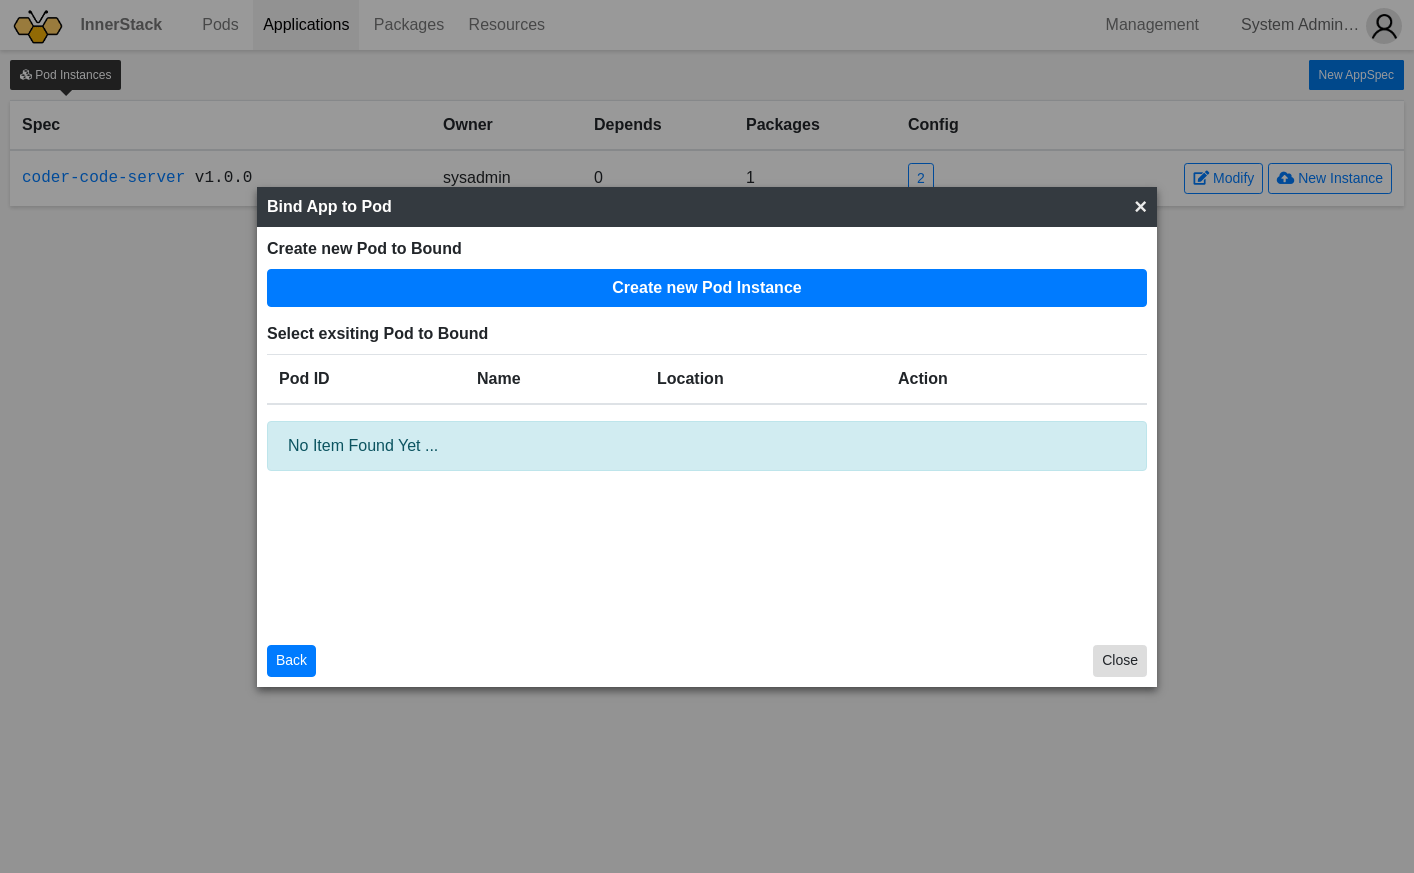 InnerStack Pods Applications Packages Resources Management System Admin…
Pod Instances New AppSpec
Spec Owner Depends Packages Config
coder-code-server v1.0.0 sysadmin 0 1 2 Modify New Instance
Bind App to Pod ×
Create new Pod to Bound
Create new Pod Instance
Select exsiting Pod to Bound
Pod ID Name Location Action
No Item Found Yet ...
Back Close